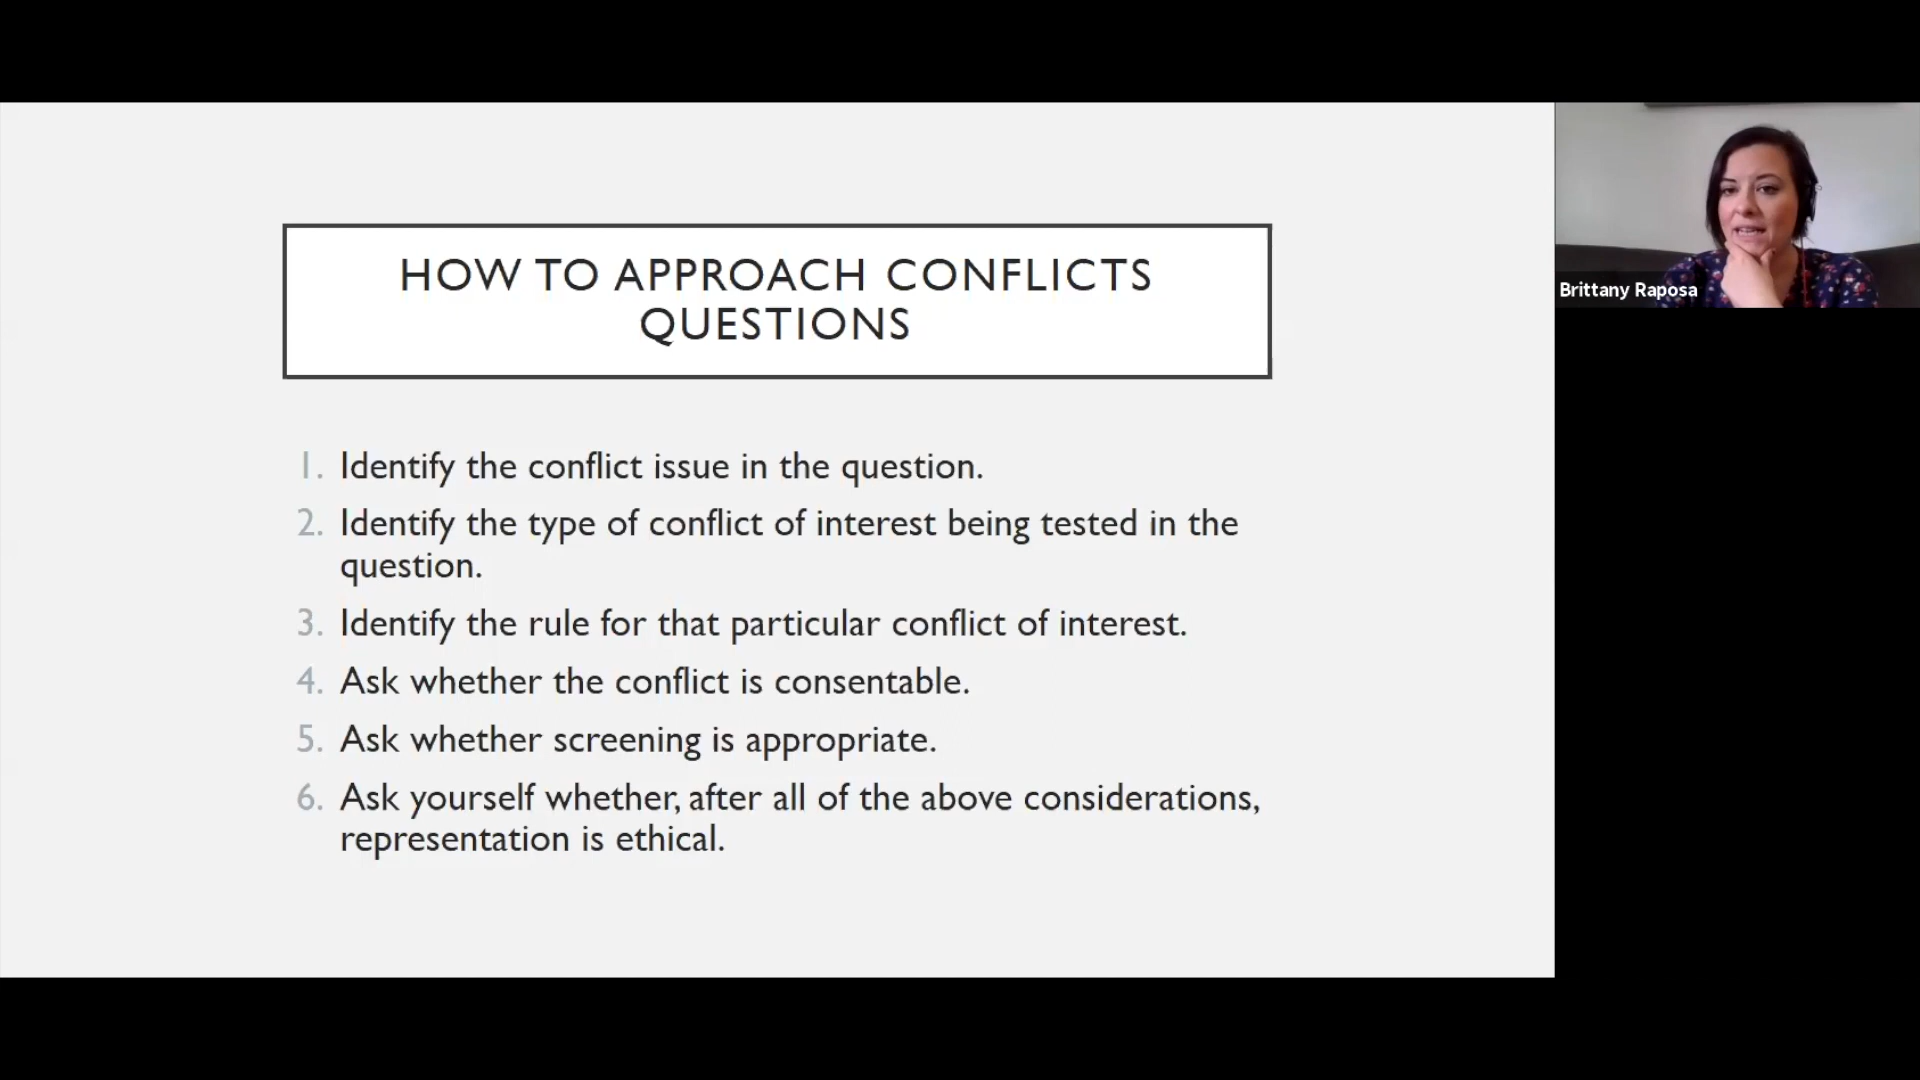 HOW TO APPROACH CONFLICTS
QUESTIONS
1. Identify the conflict issue in the question.
2. Identify the type of conflict of interest being tested in the
question.
3. Identify the rule for that particular conflict of interest.
4. Ask whether the conflict is consentable.
5. Ask whether screening is appropriate.
6. Ask yourself whether, after all of the above considerations,
representation is ethical.
Brittany Raposa